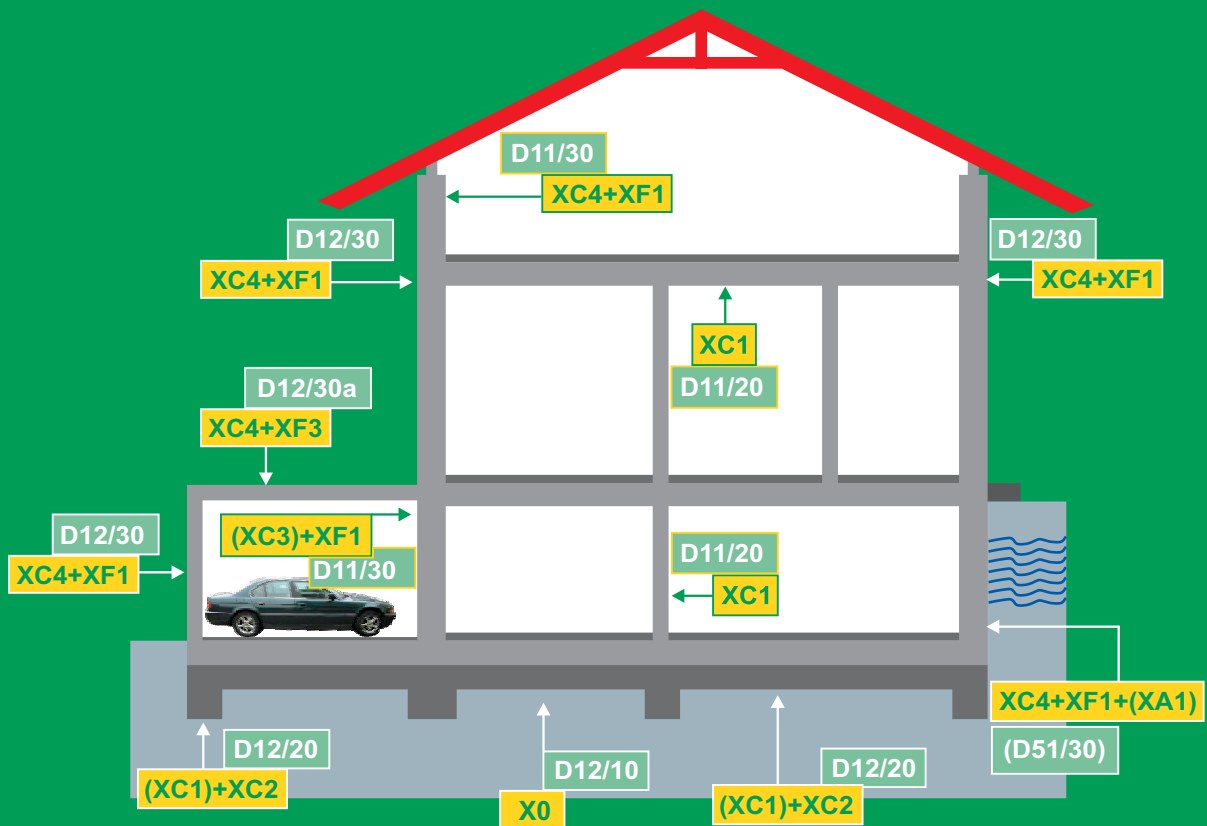 D11/30
XC4+XF1
D12/30
XC4+XF1
D12/30
XC4+XF1
XC1
D11/20
D12/30a
XC4+XF3
(XC3)+XF1
D11/30
D12/30
XC4+XF1
D11/20
XC1
XC4+XF1+(XA1)
(D51/30)
D12/20
(XC1)+XC2
D12/10
X0
D12/20
(XC1)+XC2